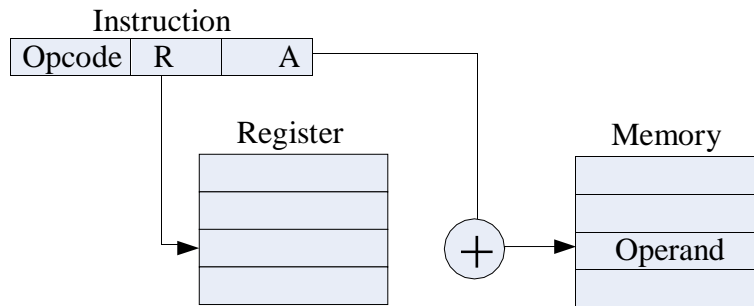 Instruction
Opcode R A
Register
Memory
+
Operand